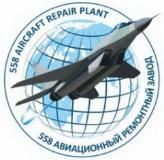 558 AIRCRAFT REPAIR PLANT
558 АВИАЦИОННЫЙ РЕМОНТНЫЙ ЗАВОД